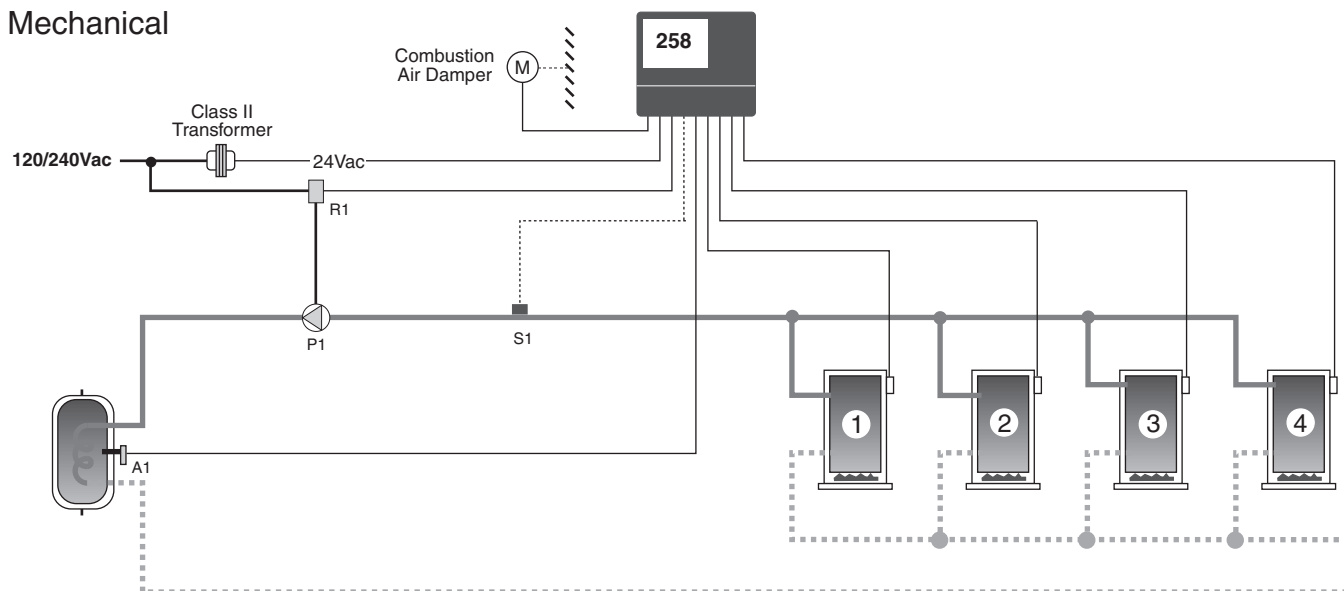 Mechanical
258
Combustion
Air Damper
M
Class II
Transformer
120/240Vac
24Vac
R1
P1
S1
A1
1
2
3
4